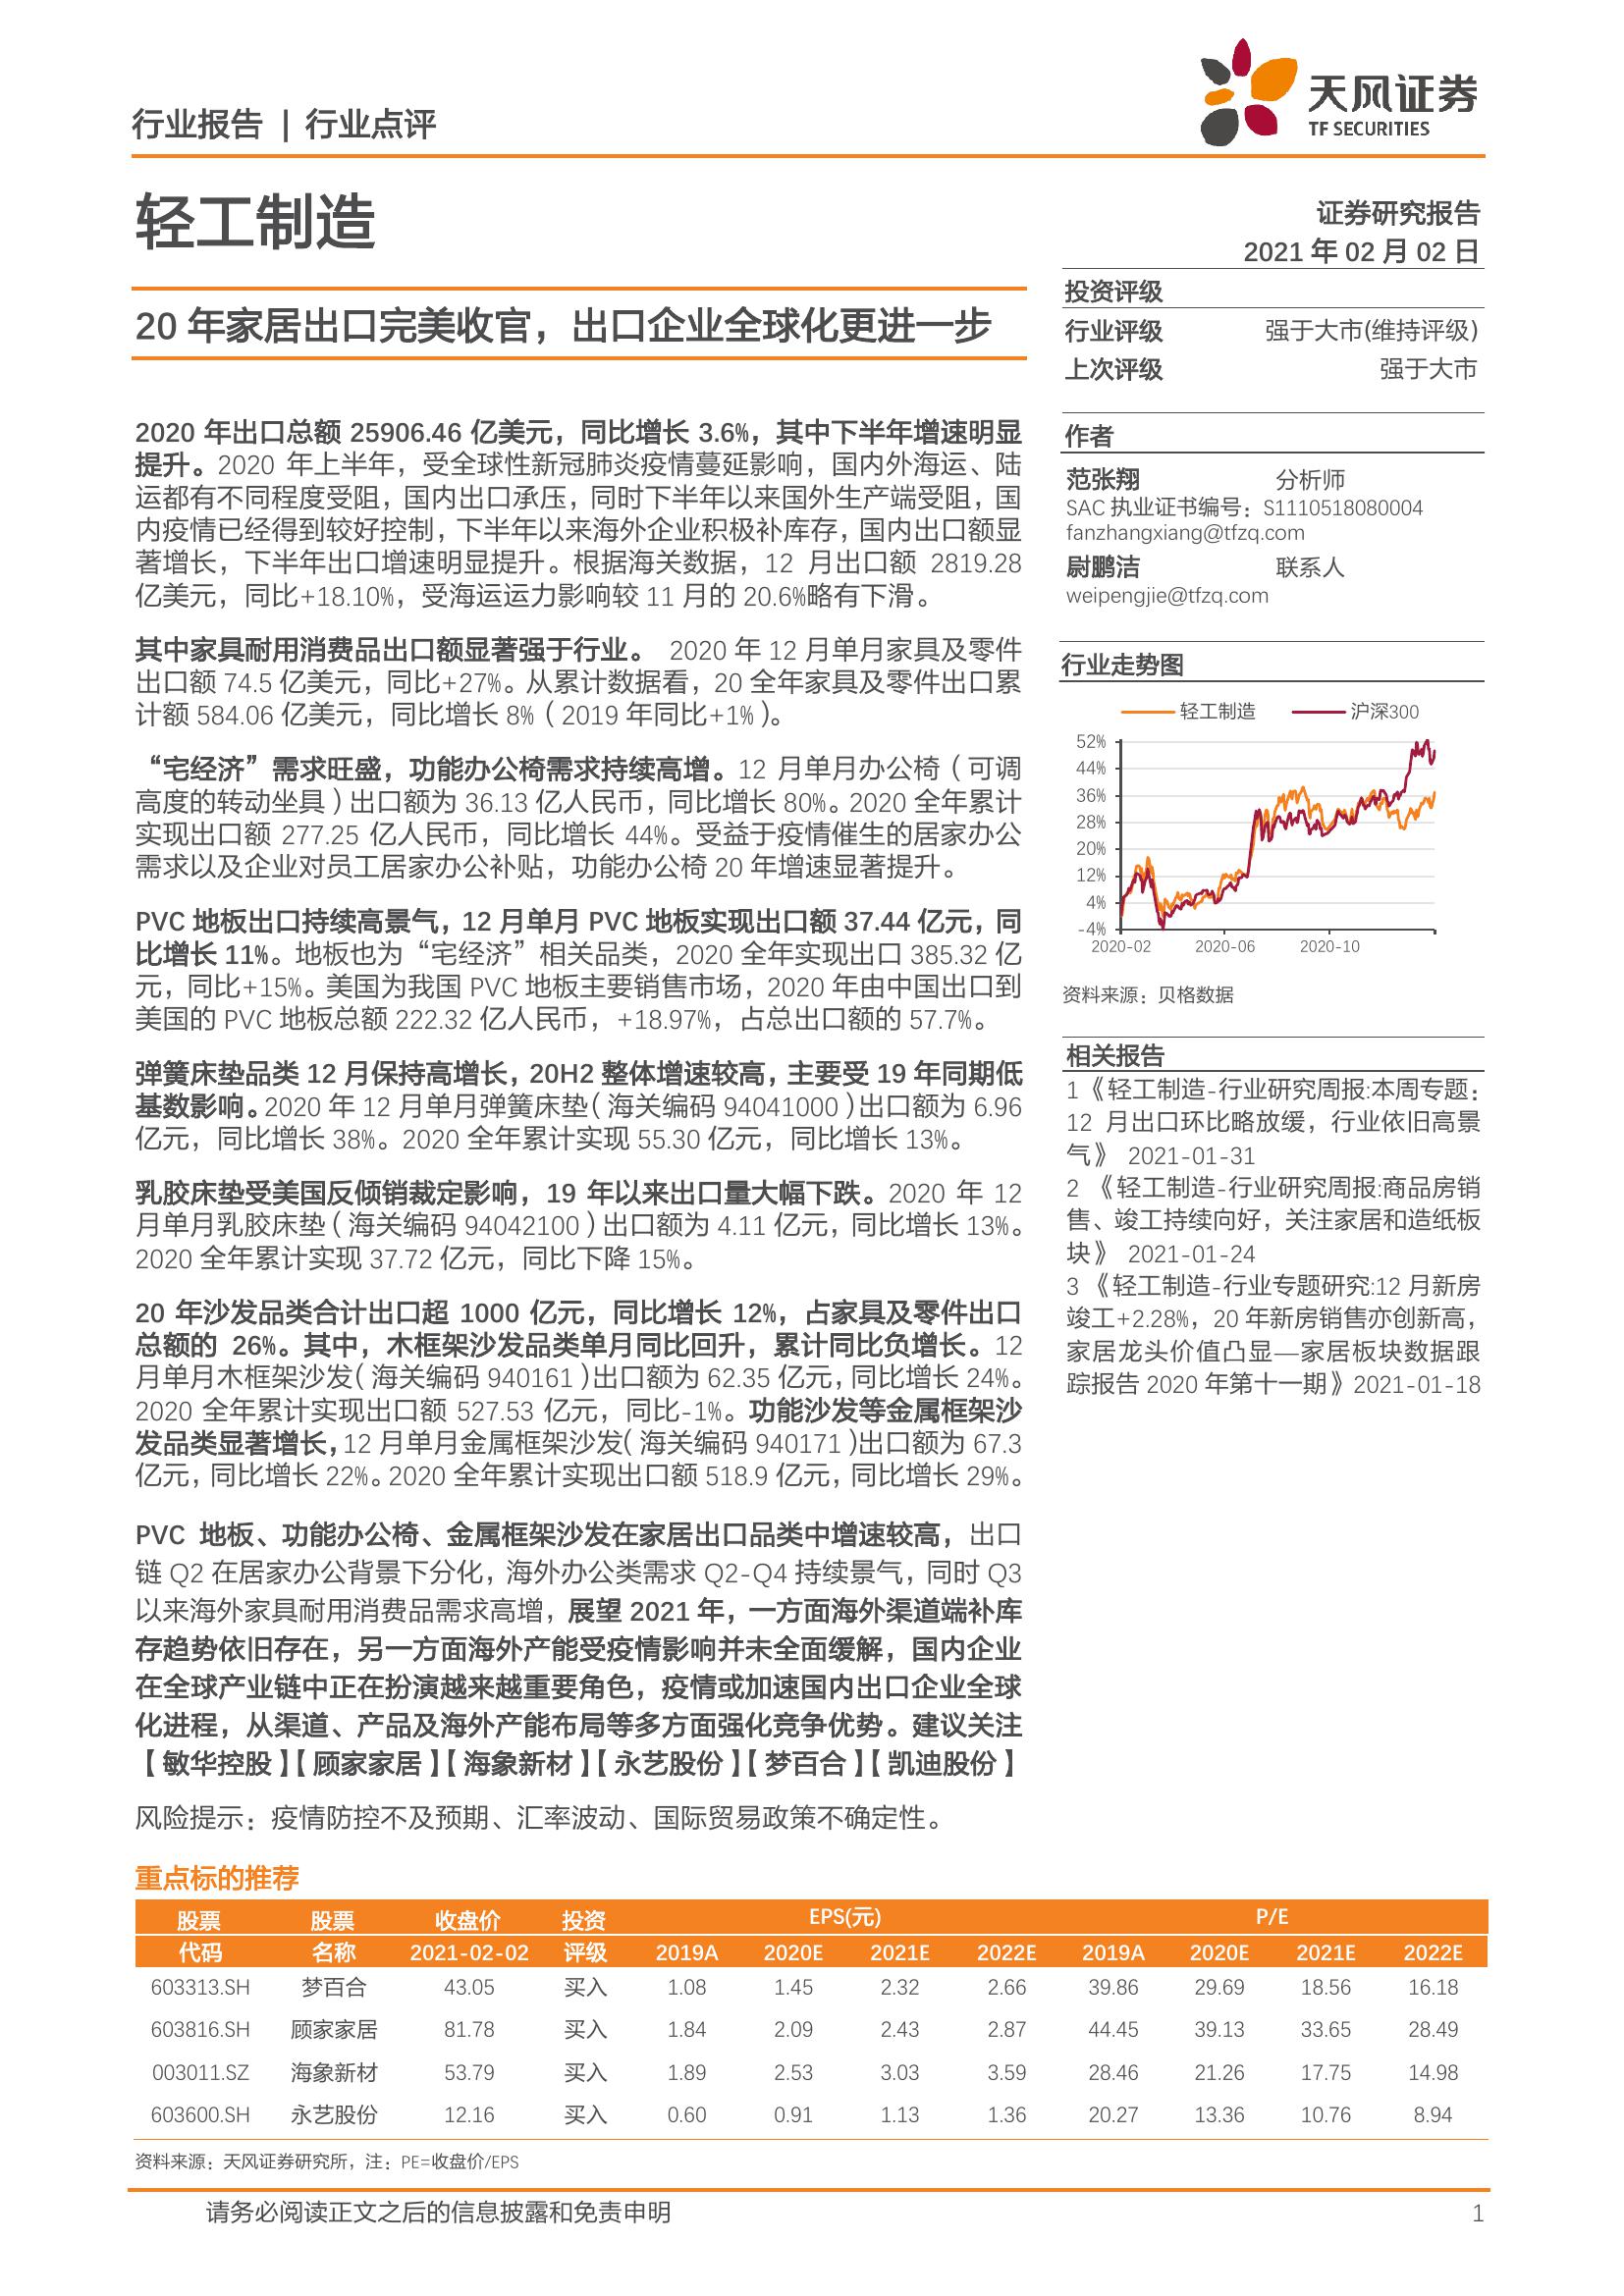 行业报告 | 行业点评
天风证券
TF SECURITIES
轻工制造
证券研究报告
2021 年 02 月 02 日
20 年家居出口完美收官，出口企业全球化更进一步
2020 年出口总额 25906.46 亿美元，同比增长 3.6%，其中下半年增速明显
提升。2020 年上半年，受全球性新冠肺炎疫情蔓延影响，国内外海运、陆
运都有不同程度受阻，国内出口承压，同时下半年以来国外生产端受阻，国
内疫情已经得到较好控制，下半年以来海外企业积极补库存，国内出口额显
著增长，下半年出口增速明显提升。根据海关数据，12 月出口额 2819.28
亿美元，同比+18.10%，受海运运力影响较 11 月的 20.6%略有下滑。
其中家具耐用消费品出口额显著强于行业。 2020 年 12 月单月家具及零件
出口额 74.5 亿美元，同比+27%。从累计数据看，20 全年家具及零件出口累
计额 584.06 亿美元，同比增长 8%（2019 年同比+1%）。
“宅经济”需求旺盛，功能办公椅需求持续高增。12 月单月办公椅（可调
高度的转动坐具）出口额为 36.13 亿人民币，同比增长 80%。2020 全年累计
实现出口额 277.25 亿人民币，同比增长 44%。受益于疫情催生的居家办公
需求以及企业对员工居家办公补贴，功能办公椅 20 年增速显著提升。
PVC 地板出口持续高景气，12 月单月 PVC 地板实现出口额 37.44 亿元，同
比增长 11%。地板也为“宅经济”相关品类，2020 全年实现出口 385.32 亿
元，同比+15%。美国为我国 PVC 地板主要销售市场，2020 年由中国出口到
美国的 PVC 地板总额 222.32 亿人民币，+18.97%，占总出口额的 57.7%。
弹簧床垫品类 12 月保持高增长，20H2 整体增速较高，主要受 19 年同期低
基数影响。2020 年 12 月单月弹簧床垫（海关编码 94041000）出口额为 6.96
亿元，同比增长 38%。2020 全年累计实现 55.30 亿元，同比增长 13%。
乳胶床垫受美国反倾销裁定影响，19 年以来出口量大幅下跌。2020 年 12
月单月乳胶床垫（海关编码 94042100）出口额为 4.11 亿元，同比增长 13%。
2020 全年累计实现 37.72 亿元，同比下降 15%。
20 年沙发品类合计出口超 1000 亿元，同比增长 12%，占家具及零件出口
总额的 26%。其中，木框架沙发品类单月同比回升，累计同比负增长。12
月单月木框架沙发（海关编码 940161）出口额为 62.35 亿元，同比增长 24%。
2020 全年累计实现出口额 527.53 亿元，同比-1%。功能沙发等金属框架沙
发品类显著增长，12 月单月金属框架沙发（海关编码 940171）出口额为 67.3
亿元，同比增长 22%。2020 全年累计实现出口额 518.9 亿元，同比增长 29%。
PVC 地板、功能办公椅、金属框架沙发在家居出口品类中增速较高，出口
链 Q2 在居家办公背景下分化，海外办公类需求 Q2-Q4 持续景气，同时 Q3
以来海外家具耐用消费品需求高增，展望 2021 年，一方面海外渠道端补库
存趋势依旧存在，另一方面海外产能受疫情影响并未全面缓解，国内企业
在全球产业链中正在扮演越来越重要角色，疫情或加速国内出口企业全球
化进程，从渠道、产品及海外产能布局等多方面强化竞争优势。建议关注
【敏华控股】【顾家家居】【海象新材】【永艺股份】【梦百合】【凯迪股份】
风险提示：疫情防控不及预期、汇率波动、国际贸易政策不确定性。
投资评级
行业评级 强于大市(维持评级)
上次评级 强于大市
作者
范张翔 分析师
SAC 执业证书编号：S1110518080004
fanzhangxiang@tfzq.com
尉鹏洁 联系人
weipengjie@tfzq.com
行业走势图
轻工制造 沪深300
52%
44%
36%
28%
20%
12%
4%
-4%
2020-02 2020-06 2020-10
资料来源：贝格数据
相关报告
1 《轻工制造-行业研究周报:本周专题：
12 月出口环比略放缓，行业依旧高景
气》 2021-01-31
2 《轻工制造-行业研究周报:商品房销
售、竣工持续向好，关注家居和造纸板
块》 2021-01-24
3 《轻工制造-行业专题研究:12 月新房
竣工+2.28%，20 年新房销售亦创新高，
家居龙头价值凸显—家居板块数据跟
踪报告 2020 年第十一期》2021-01-18
重点标的推荐
股票 股票 收盘价 投资 EPS(元) P/E
代码 名称 2021-02-02 评级 2019A 2020E 2021E 2022E 2019A 2020E 2021E 2022E
603313.SH 梦百合 43.05 买入 1.08 1.45 2.32 2.66 39.86 29.69 18.56 16.18
603816.SH 顾家家居 81.78 买入 1.84 2.09 2.43 2.87 44.45 39.13 33.65 28.49
003011.SZ 海象新材 53.79 买入 1.89 2.53 3.03 3.59 28.46 21.26 17.75 14.98
603600.SH 永艺股份 12.16 买入 0.60 0.91 1.13 1.36 20.27 13.36 10.76 8.94
资料来源：天风证券研究所，注：PE=收盘价/EPS
请务必阅读正文之后的信息披露和免责申明 1